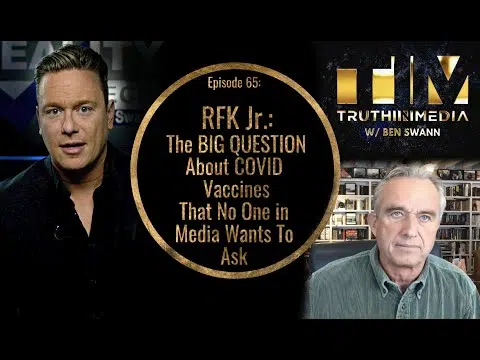 Episode 65:
RFK Jr.:
The BIG QUESTION
About COVID
Vaccines
That No One in
Media Wants To
Ask
TIM
TRUTHINMEDIA
W/ BEN SWANN